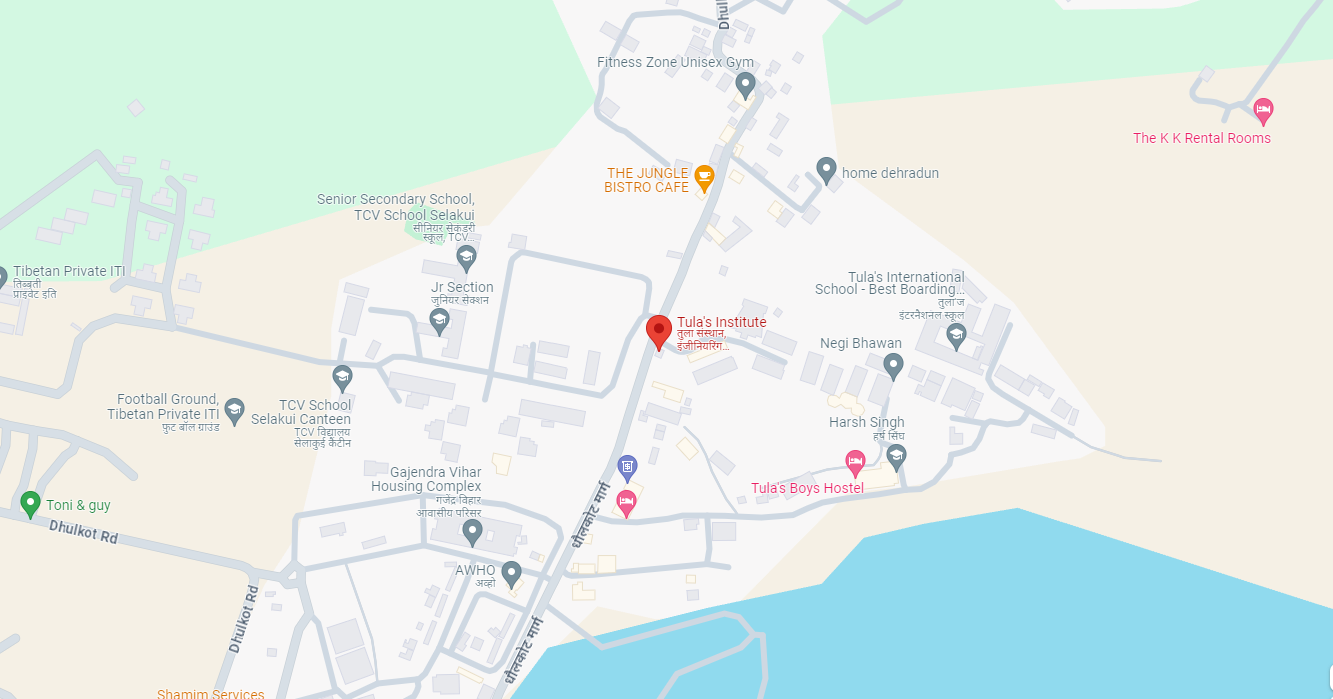 Fitness Zone Unisex Gym
The K K Rental Rooms
THE JUNGLE
BISTRO CAFE
home dehradun
Senior Secondary School,
TCV School Selakui
सीनियर सेकंडरी
स्कूल, TCV...
Tibetan Private ITI
तिब्बती
प्राइवेट इति
Jr Section
जुनियर सेक्शन
Tula's International
School - Best Boarding...
तुला'ज
इंटरनैशनल स्कूल
Tula's Institute
तुला संस्थान,
इंजीनियरिंग...
Negi Bhawan
Football Ground,
Tibetan Private ITI
फुट बॉल ग्राउंड
TCV School
Selakui Canteen
TCV विद्यालय
सेलाकुई कैंटीन
Harsh Singh
हर्ष सिंघ
Gajendra Vihar
Housing Complex
गजेंद्र विहार
आवासीय परिसर
Tula's Boys Hostel
Toni & guy
Dhulkot Rd
धौलकोट मार्ग
AWHO
अव्हो
Dhulkot Rd
धौलकोट मार्ग
Shamim Services